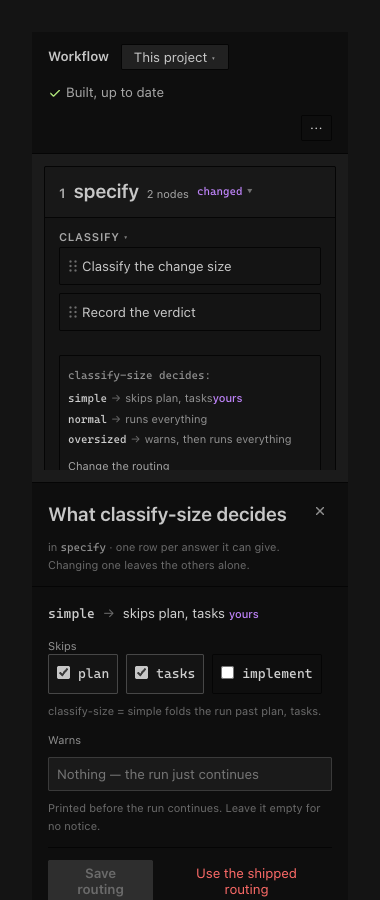 Workflow This project
Built, up to date
...
1 specify 2 nodes changed
CLASSIFY
Classify the change size
Record the verdict
classify-size decides:
simple → skips plan, tasksyours
normal → runs everything
oversized → warns, then runs everything
Change the routing
What classify-size decides ×
in specify · one row per answer it can give.
Changing one leaves the others alone.
simple → skips plan, tasks yours
Skips
plan tasks implement
classify-size = simple folds the run past plan, tasks.
Warns
Nothing — the run just continues
Printed before the run continues. Leave it empty for
no notice.
Save Use the shipped
routing routing